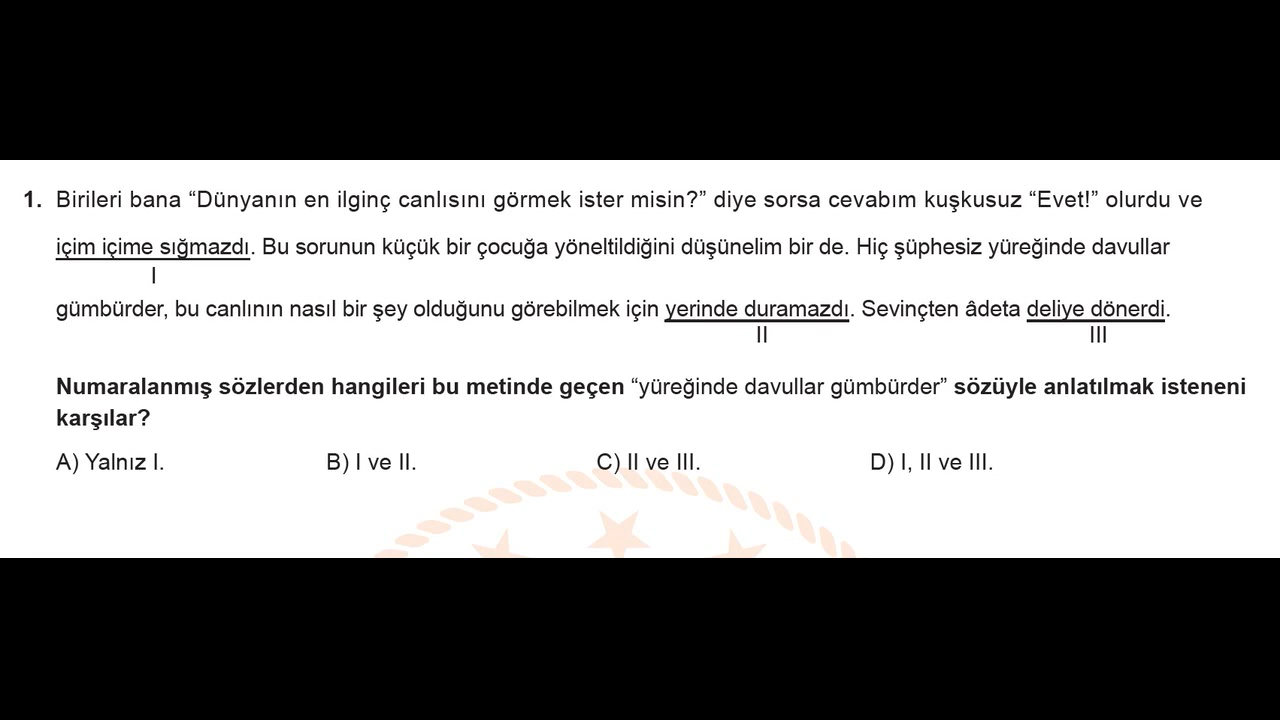 1. Birileri bana “Dünyanın en ilginç canlısını görmek ister misin?” diye sorsa cevabım kuşkusuz “Evet!” olurdu ve
içim içime sığmazdı. Bu sorunun küçük bir çocuğa yöneltildiğini düşünelim bir de. Hiç şüphesiz yüreğinde davullar
I
gümbürder, bu canlının nasıl bir şey olduğunu görebilmek için yerinde duramazdı. Sevinçten âdeta deliye dönerdi.
II III
Numaralanmış sözlerden hangileri bu metinde geçen “yüreğinde davullar gümbürder” sözüyle anlatılmak isteneni
karşılar?
A) Yalnız I. B) I ve II. C) II ve III. D) I, II ve III.